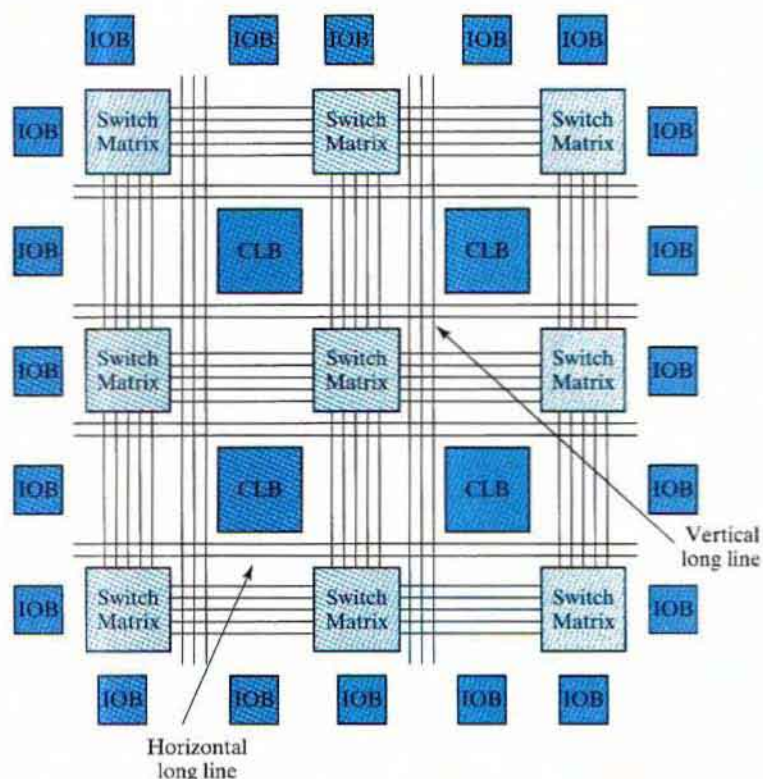 IOB IOB IOB IOB IOB
IOB Switch Matrix Switch Matrix Switch Matrix IOB
IOB CLB CLB IOB
IOB Switch Matrix Switch Matrix Switch Matrix IOB
IOB CLB CLB IOB
Vertical
long line
IOB Switch Matrix Switch Matrix Switch Matrix IOB
IOB IOB IOB IOB IOB
Horizontal
long line